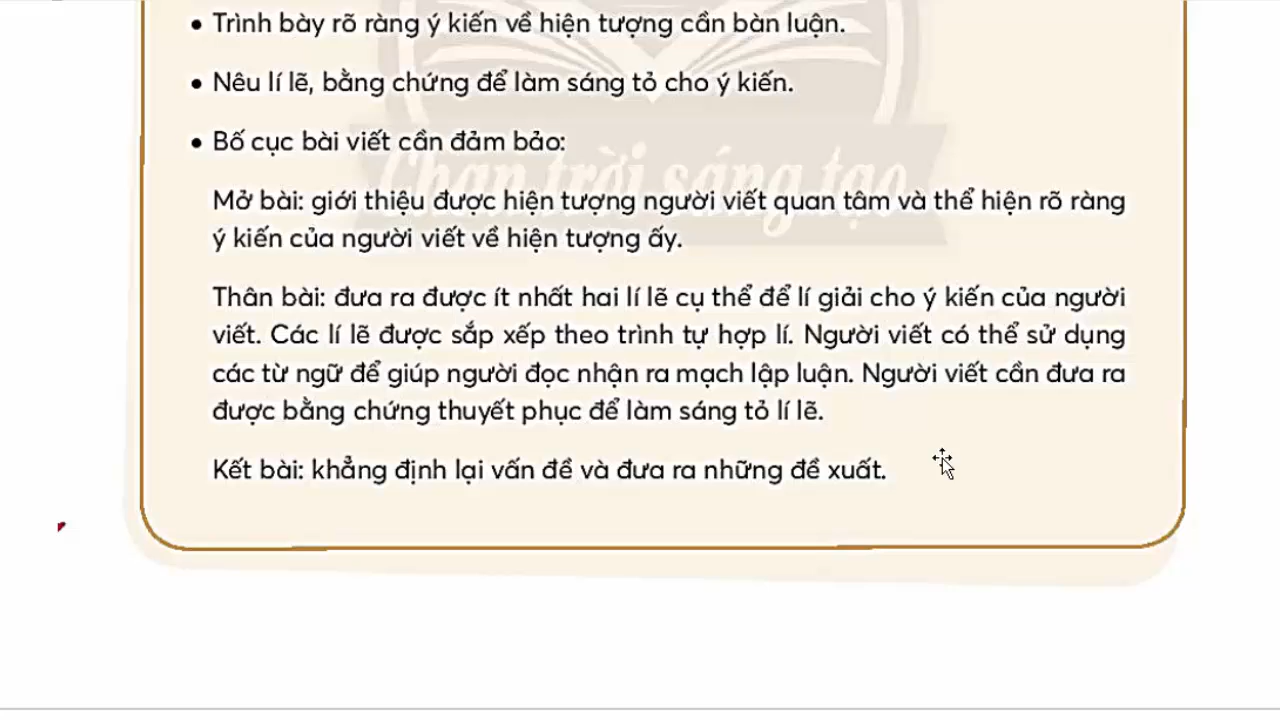 • Trình bày rõ ràng ý kiến về hiện tượng cần bàn luận.
• Nêu lí lẽ, bằng chứng để làm sáng tỏ cho ý kiến.
• Bố cục bài viết cần đảm bảo:
Chân trời sáng tạo
Mở bài: giới thiệu được hiện tượng người viết quan tâm và thể hiện rõ ràng
ý kiến của người viết về hiện tượng ấy.
Thân bài: đưa ra được ít nhất hai lí lẽ cụ thể để lí giải cho ý kiến của người
viết. Các lí lẽ được sắp xếp theo trình tự hợp lí. Người viết có thể sử dụng
các từ ngữ để giúp người đọc nhận ra mạch lập luận. Người viết cần đưa ra
được bằng chứng thuyết phục để làm sáng tỏ lí lẽ.
Kết bài: khẳng định lại vấn đề và đưa ra những đề xuất.